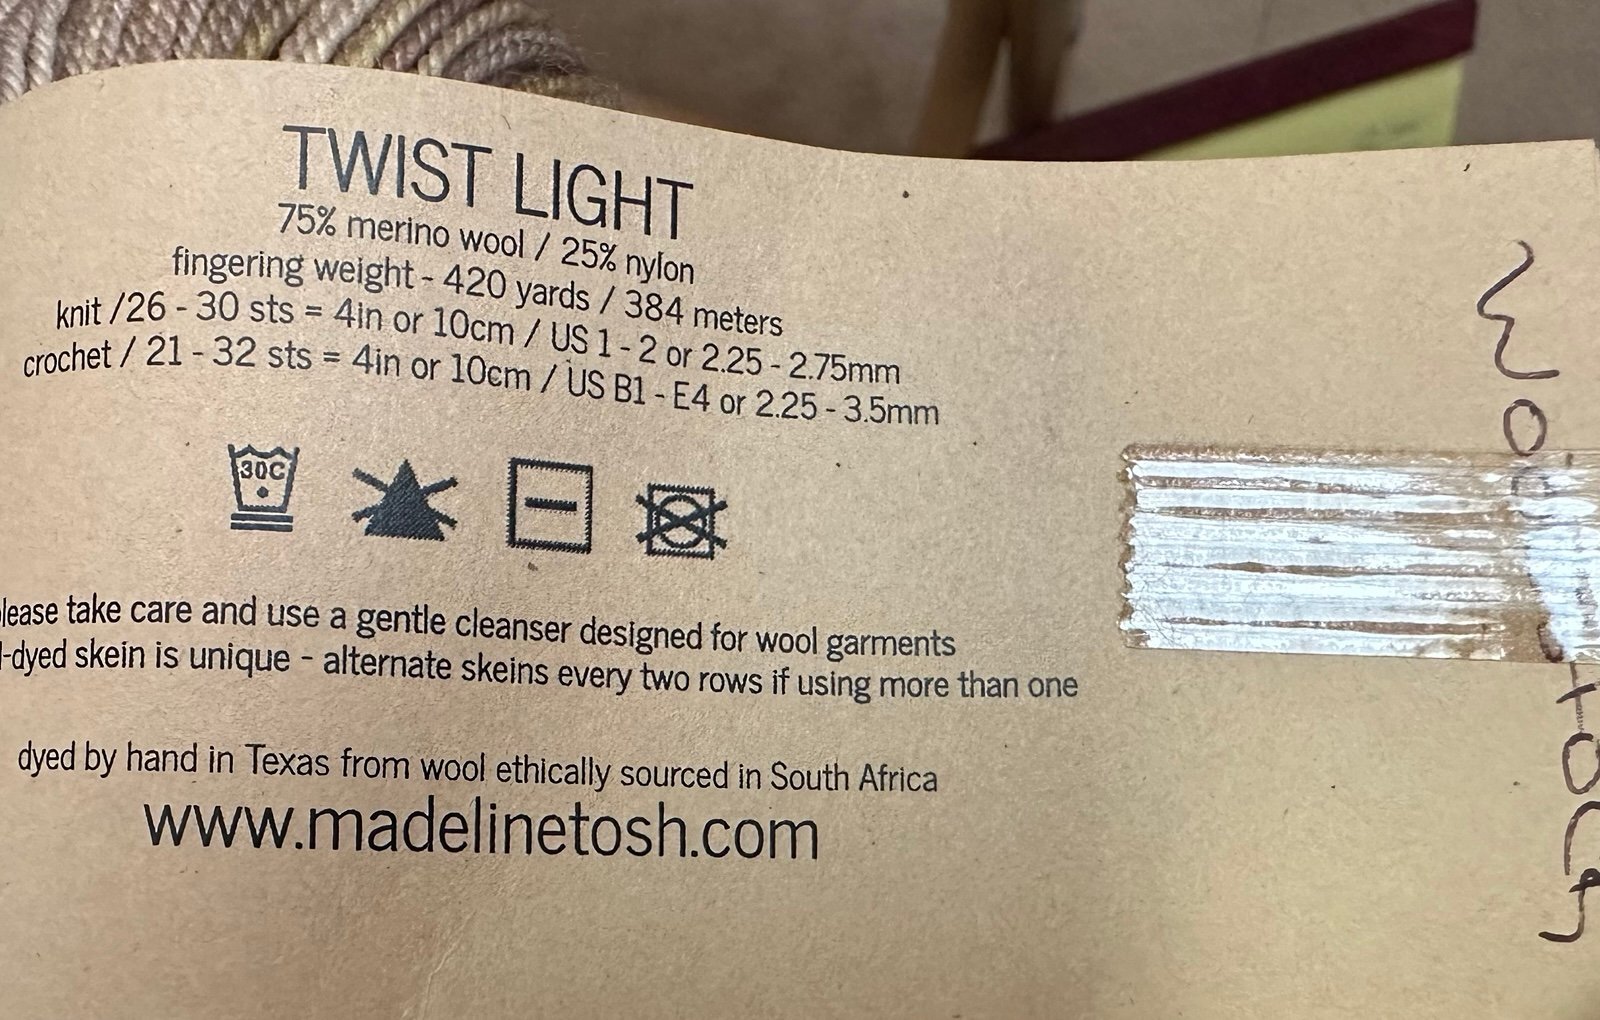 TWIST LIGHT
75% merino wool / 25% nylon
fingering weight - 420 yards / 384 meters
knit /26 - 30 sts = 4in or 10cm / US 1 - 2 or 2.25 - 2.75mm
crochet / 21 - 32 sts = 4in or 10cm / US B1 - E4 or 2.25 - 3.5mm
30C
please take care and use a gentle cleanser designed for wool garments
-dyed skein is unique - alternate skeins every two rows if using more than one
dyed by hand in Texas from wool ethically sourced in South Africa
www.madelinetosh.com